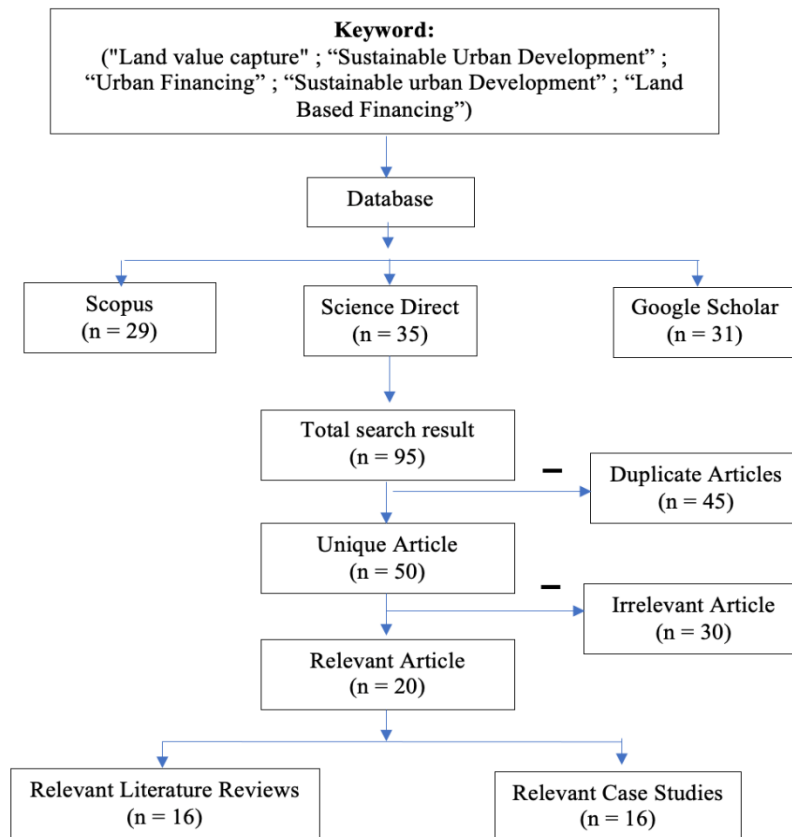 Keyword:
("Land value capture" ; “Sustainable Urban Development” ;
“Urban Financing” ; “Sustainable urban Development” ; “Land
Based Financing”)
Database
Scopus
(n = 29)
Science Direct
(n = 35)
Google Scholar
(n = 31)
Total search result
(n = 95)
–
Duplicate Articles
(n = 45)
Unique Article
(n = 50)
–
Irrelevant Article
(n = 30)
Relevant Article
(n = 20)
Relevant Literature Reviews
(n = 16)
Relevant Case Studies
(n = 16)